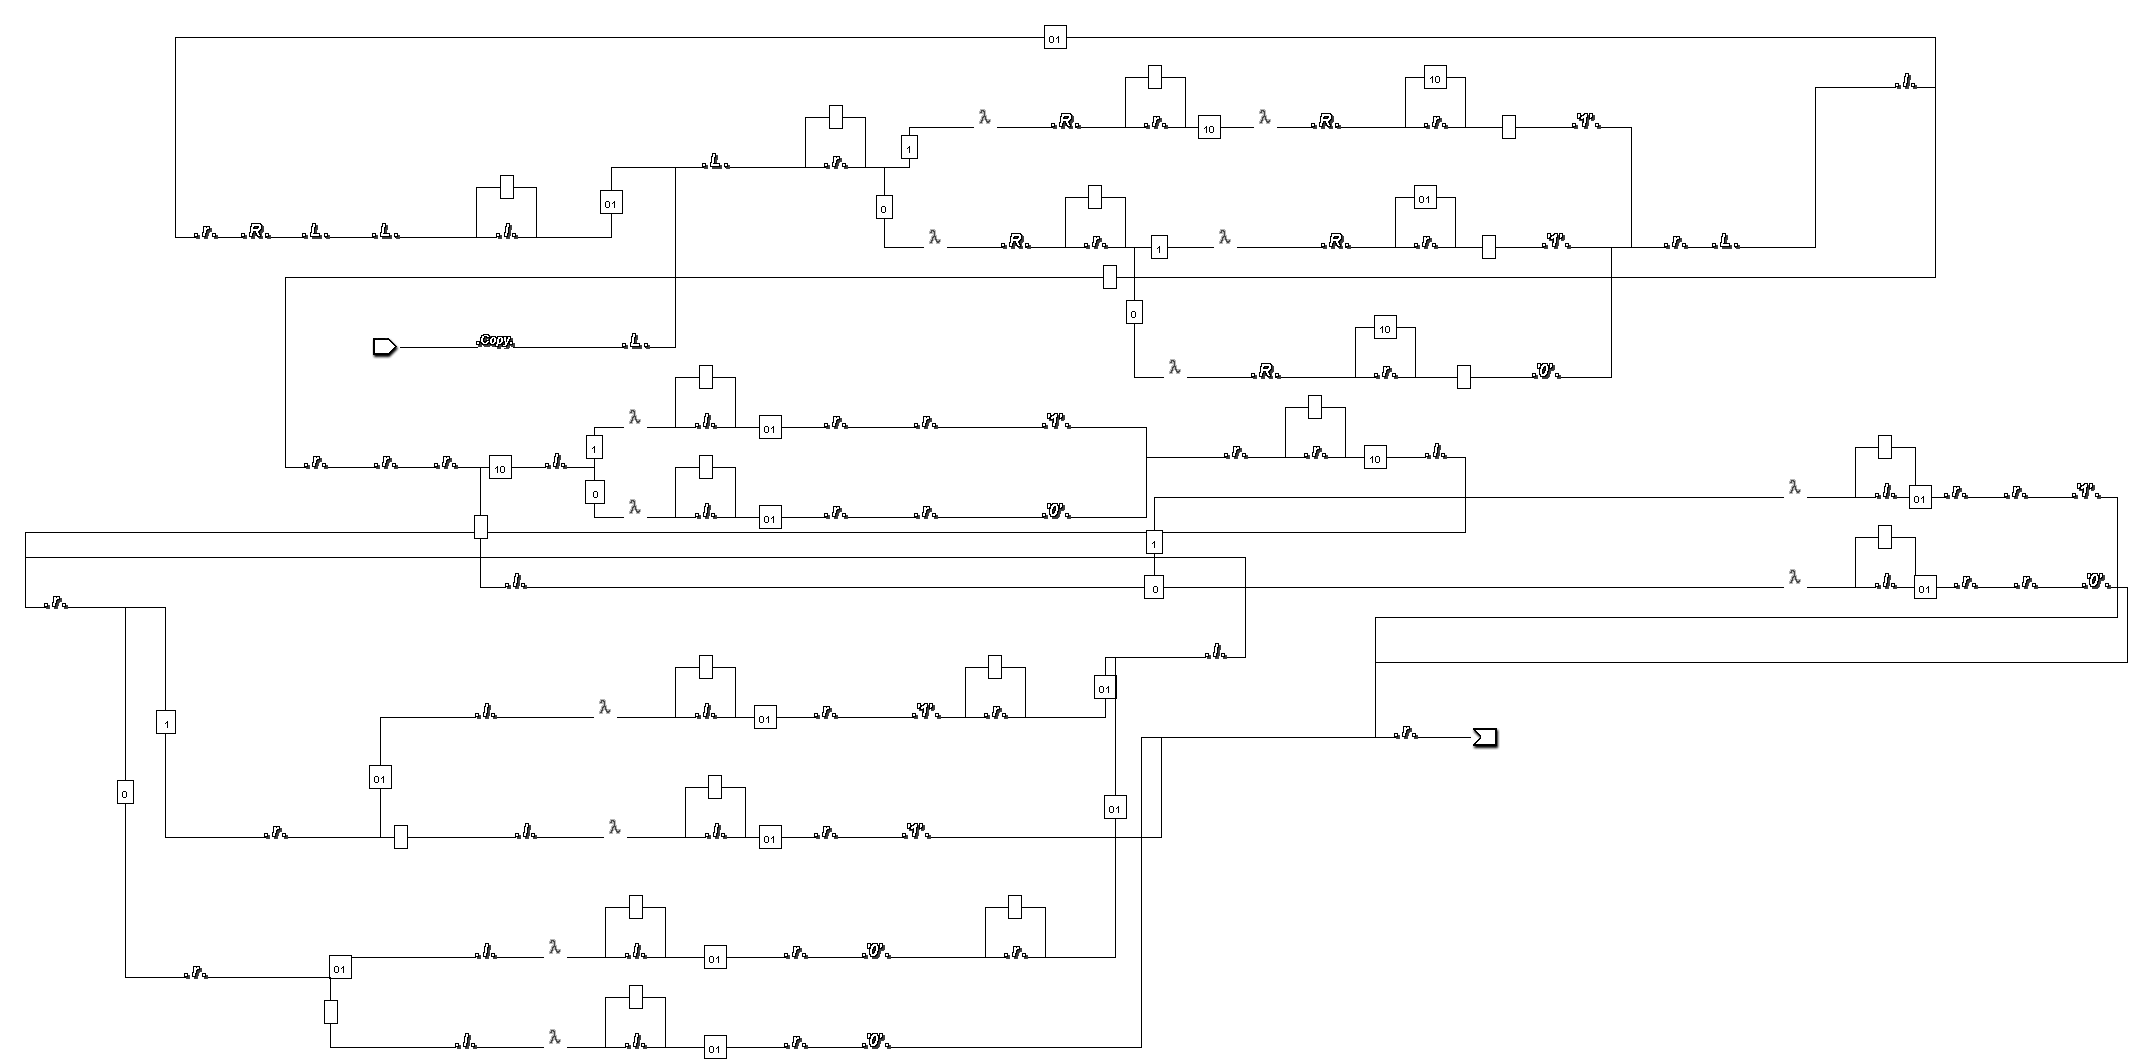 01
10
λ .R. .r. 10 λ .R. .r. '1'. .l.
1
.L. .r.
01
.r. .R. .L. .L. .l.
0
01
λ .R. .r. 1 λ .R. .r. '1'. .r. .L.
0
10
.Copy. .L.
λ .R. .r. '0'.
λ .l. 01 .r. .r. '1'.
1
.r. .r. .r. 10 .l. .r. .r. 10 .l.
0
λ .l. 01 .r. .r. '0'.
λ .l. 01 .r. .r. '1'.
1
.l. 0 λ .l. 01 .r. .r. '0'.
.r.
.l.
01
.l. λ .l. 01 .r. '1'. .r.
1
.r.
01
0
01
.r. .l. λ .l. 01 .r. '1'.
.l. λ .l. 01 .r. '0'. .r.
.r. 01
.l. λ .l. 01 .r. '0'.